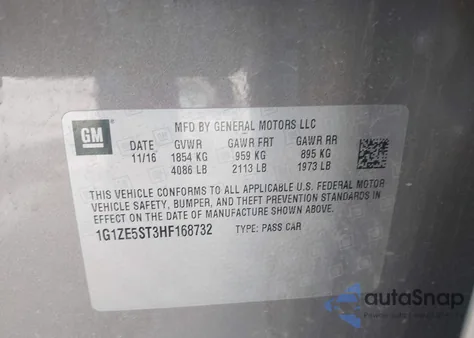 GM
MFD BY GENERAL MOTORS LLC
DATE GVWR GAWR FRT GAWR RR
11/16 1854 KG 959 KG 895 KG
4086 LB 2113 LB 1973 LB
THIS VEHICLE CONFORMS TO ALL APPLICABLE U.S. FEDERAL MOTOR
VEHICLE SAFETY, BUMPER, AND THEFT PREVENTION STANDARDS IN
EFFECT ON THE DATE OF MANUFACTURE SHOWN ABOVE.
1G1ZE5ST3HF168732 TYPE: PASS CAR
autaSnap